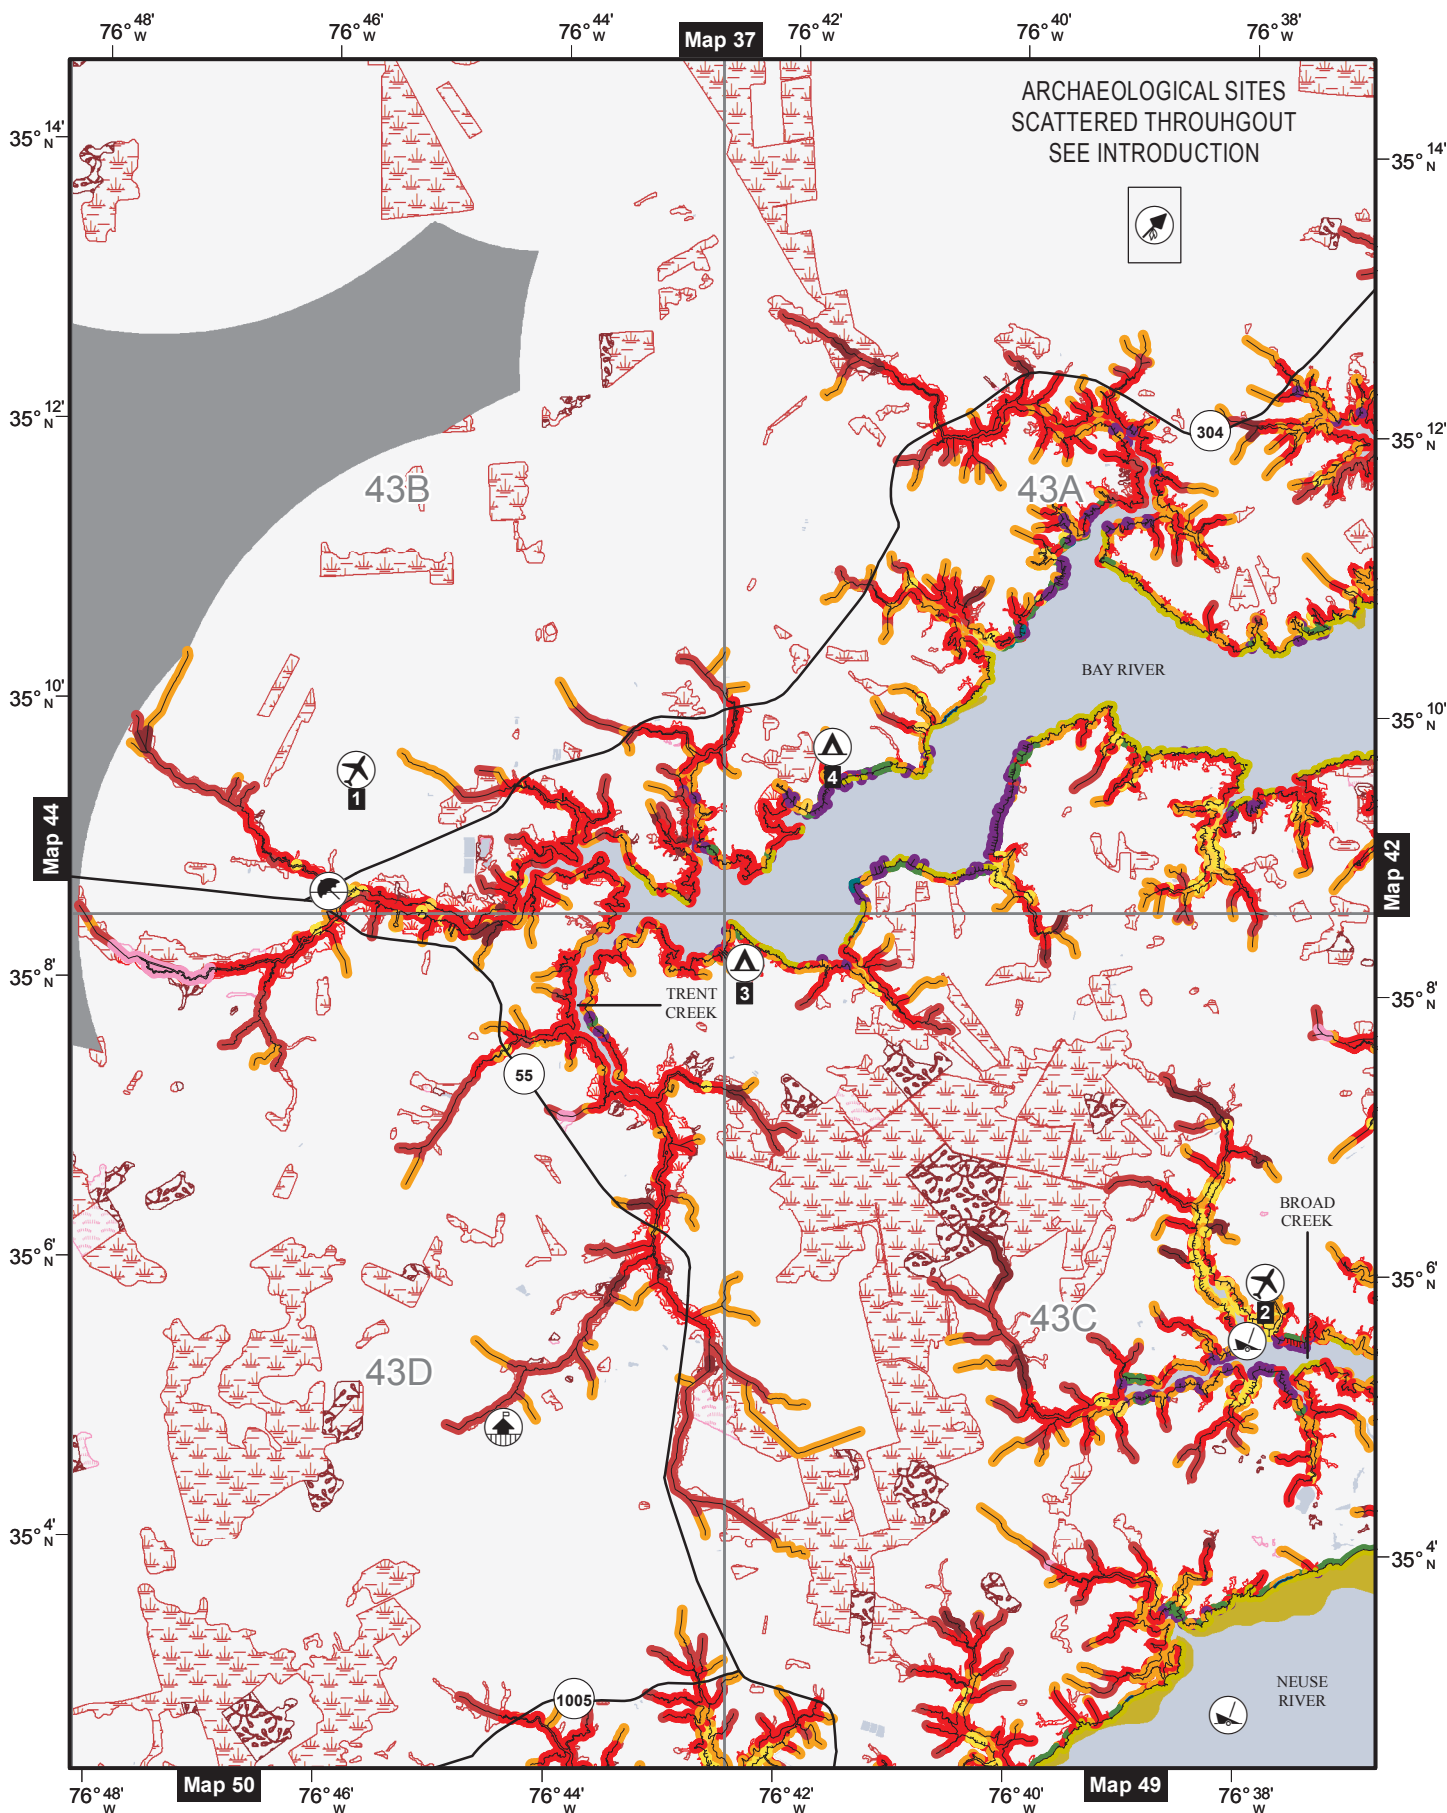 76° 48' W
76° 46' W
76° 44' W
Map 37
76° 42' W
76° 40' W
76° 38' W
ARCHAEOLOGICAL SITES
SCATTERED THROUHGOUT
SEE INTRODUCTION
35° 14' N
35° 14' N
35° 12' N
35° 12' N
304
43B
43A
BAY RIVER
35° 10' N
35° 10' N
4
1
Map 44
Map 42
35° 8' N
35° 8' N
3
TRENT
CREEK
55
BROAD
CREEK
35° 6' N
35° 6' N
2
43C
43D
35° 4' N
35° 4' N
NEUSE
RIVER
1005
76° 48' W
Map 50
76° 46' W
76° 44' W
76° 42' W
76° 40' W
Map 49
76° 38' W